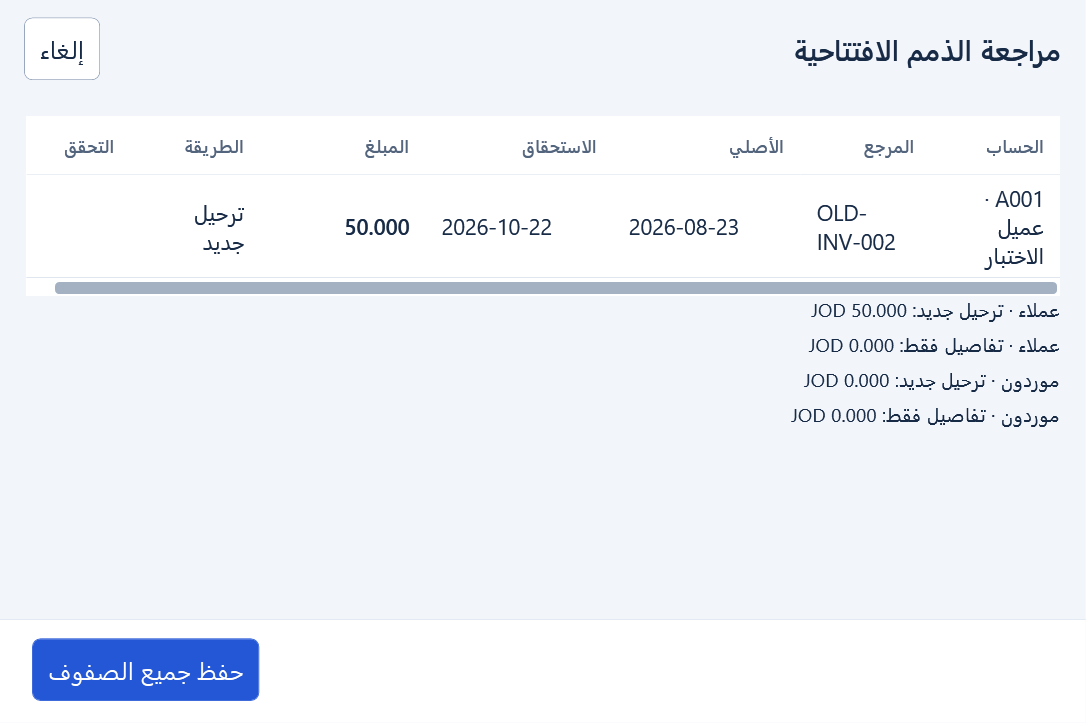 مراجعة الذمم الافتتاحية
إلغاء
الحساب المرجع الأصلي الاستحقاق المبلغ الطريقة التحقق
A001 ·
عميل
الاختبار
OLD-
INV-002
2026-08-23
2026-10-22
50.000
ترحيل
جديد
عملاء · ترحيل جديد: JOD 50.000
عملاء · تفاصيل فقط: JOD 0.000
موردون · ترحيل جديد: JOD 0.000
موردون · تفاصيل فقط: JOD 0.000
حفظ جميع الصفوف